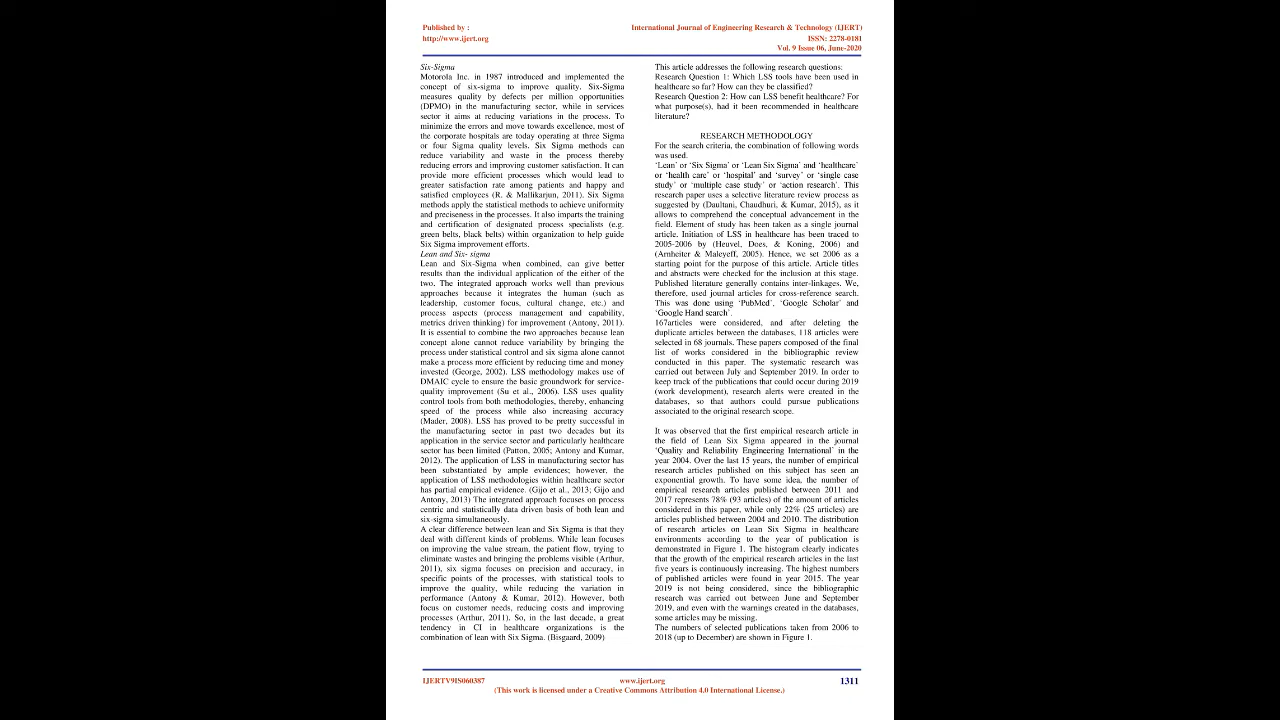 Published by :
http://www.ijert.org
International Journal of Engineering Research & Technology (IJERT)
ISSN: 2278-0181
Vol. 9 Issue 06, June-2020
Six-Sigma
Motorola Inc. in 1987 introduced and implemented the
concept of six-sigma to improve quality. Six-Sigma
measures quality by defects per million opportunities
(DPMO) in the manufacturing sector, while in services
sector it aims at reducing variations in the process. To
minimize the errors and move towards excellence, most of
the corporate hospitals are today operating at three Sigma
or four Sigma quality levels. Six Sigma methods can
reduce variability and waste in the process thereby
reducing errors and improving customer satisfaction. It can
provide more efficient processes which would lead to
greater satisfaction rate among patients and happy and
satisfied employees (R. & Mallikarjun, 2011). Six Sigma
methods apply the statistical methods to achieve uniformity
and preciseness in the processes. It also imparts the training
and certification of designated process specialists (e.g.
green belts, black belts) within organization to help guide
Six Sigma improvement efforts.
Lean and Six- sigma
Lean and Six-Sigma when combined, can give better
results than the individual application of the either of the
two. The integrated approach works well than previous
approaches because it integrates the human (such as
leadership, customer focus, cultural change, etc.) and
process aspects (process management and capability,
metrics driven thinking) for improvement (Antony, 2011).
It is essential to combine the two approaches because lean
concept alone cannot reduce variability by bringing the
process under statistical control and six sigma alone cannot
make a process more efficient by reducing time and money
invested (George, 2002). LSS methodology makes use of
DMAIC cycle to ensure the basic groundwork for service-
quality improvement (Su et al., 2006). LSS uses quality
control tools from both methodologies, thereby, enhancing
speed of the process while also increasing accuracy
(Mader, 2008). LSS has proved to be pretty successful in
the manufacturing sector in past two decades but its
application in the service sector and particularly healthcare
sector has been limited (Patton, 2005; Antony and Kumar,
2012). The application of LSS in manufacturing sector has
been substantiated by ample evidences; however, the
application of LSS methodologies within healthcare sector
has partial empirical evidence. (Gijo et al., 2013; Gijo and
Antony, 2013) The integrated approach focuses on process
centric and statistically data driven basis of both lean and
six-sigma simultaneously.
A clear difference between lean and Six Sigma is that they
deal with different kinds of problems. While lean focuses
on improving the value stream, the patient flow, trying to
eliminate wastes and bringing the problems visible (Arthur,
2011), six sigma focuses on precision and accuracy, in
specific points of the processes, with statistical tools to
improve the quality, while reducing the variation in
performance (Antony & Kumar, 2012). However, both
focus on customer needs, reducing costs and improving
processes (Arthur, 2011). So, in the last decade, a great
tendency in CI in healthcare organizations is the
combination of lean with Six Sigma. (Bisgaard, 2009)
This article addresses the following research questions:
Research Question 1: Which LSS tools have been used in
healthcare so far? How can they be classified?
Research Question 2: How can LSS benefit healthcare? For
what purpose(s), had it been recommended in healthcare
literature?
RESEARCH METHODOLOGY
For the search criteria, the combination of following words
was used.
‘Lean’ or ‘Six Sigma’ or ‘Lean Six Sigma’ and ‘healthcare’
or ‘health care’ or ‘hospital’ and ‘survey’ or ‘single case
study’ or ‘multiple case study’ or ‘action research’. This
research paper uses a selective literature review process as
suggested by (Daultani, Chaudhuri, & Kumar, 2015), as it
allows to comprehend the conceptual advancement in the
field. Element of study has been taken as a single journal
article. Initiation of LSS in healthcare has been traced to
2005-2006 by (Heuvel, Does, & Koning, 2006) and
(Arnheiter & Maleyeff, 2005). Hence, we set 2006 as a
starting point for the purpose of this article. Article titles
and abstracts were checked for the inclusion at this stage.
Published literature generally contains inter-linkages. We,
therefore, used journal articles for cross-reference search.
This was done using ‘PubMed’, ‘Google Scholar’ and
‘Google Hand search’.
167articles were considered, and after deleting the
duplicate articles between the databases, 118 articles were
selected in 68 journals. These papers composed of the final
list of works considered in the bibliographic review
conducted in this paper. The systematic research was
carried out between July and September 2019. In order to
keep track of the publications that could occur during 2019
(work development), research alerts were created in the
databases, so that authors could pursue publications
associated to the original research scope.
It was observed that the first empirical research article in
the field of Lean Six Sigma appeared in the journal
‘Quality and Reliability Engineering International’ in the
year 2004. Over the last 15 years, the number of empirical
research articles published on this subject has seen an
exponential growth. To have some idea, the number of
empirical research articles published between 2011 and
2017 represents 78% (93 articles) of the amount of articles
considered in this paper, while only 22% (25 articles) are
articles published between 2004 and 2010. The distribution
of research articles on Lean Six Sigma in healthcare
environments according to the year of publication is
demonstrated in Figure 1. The histogram clearly indicates
that the growth of the empirical research articles in the last
five years is continuously increasing. The highest numbers
of published articles were found in year 2015. The year
2019 is not being considered, since the bibliographic
research was carried out between June and September
2019, and even with the warnings created in the databases,
some articles may be missing.
The numbers of selected publications taken from 2006 to
2018 (up to December) are shown in Figure 1.
IJERTV9IS060387
www.ijert.org
(This work is licensed under a Creative Commons Attribution 4.0 International License.)
1311